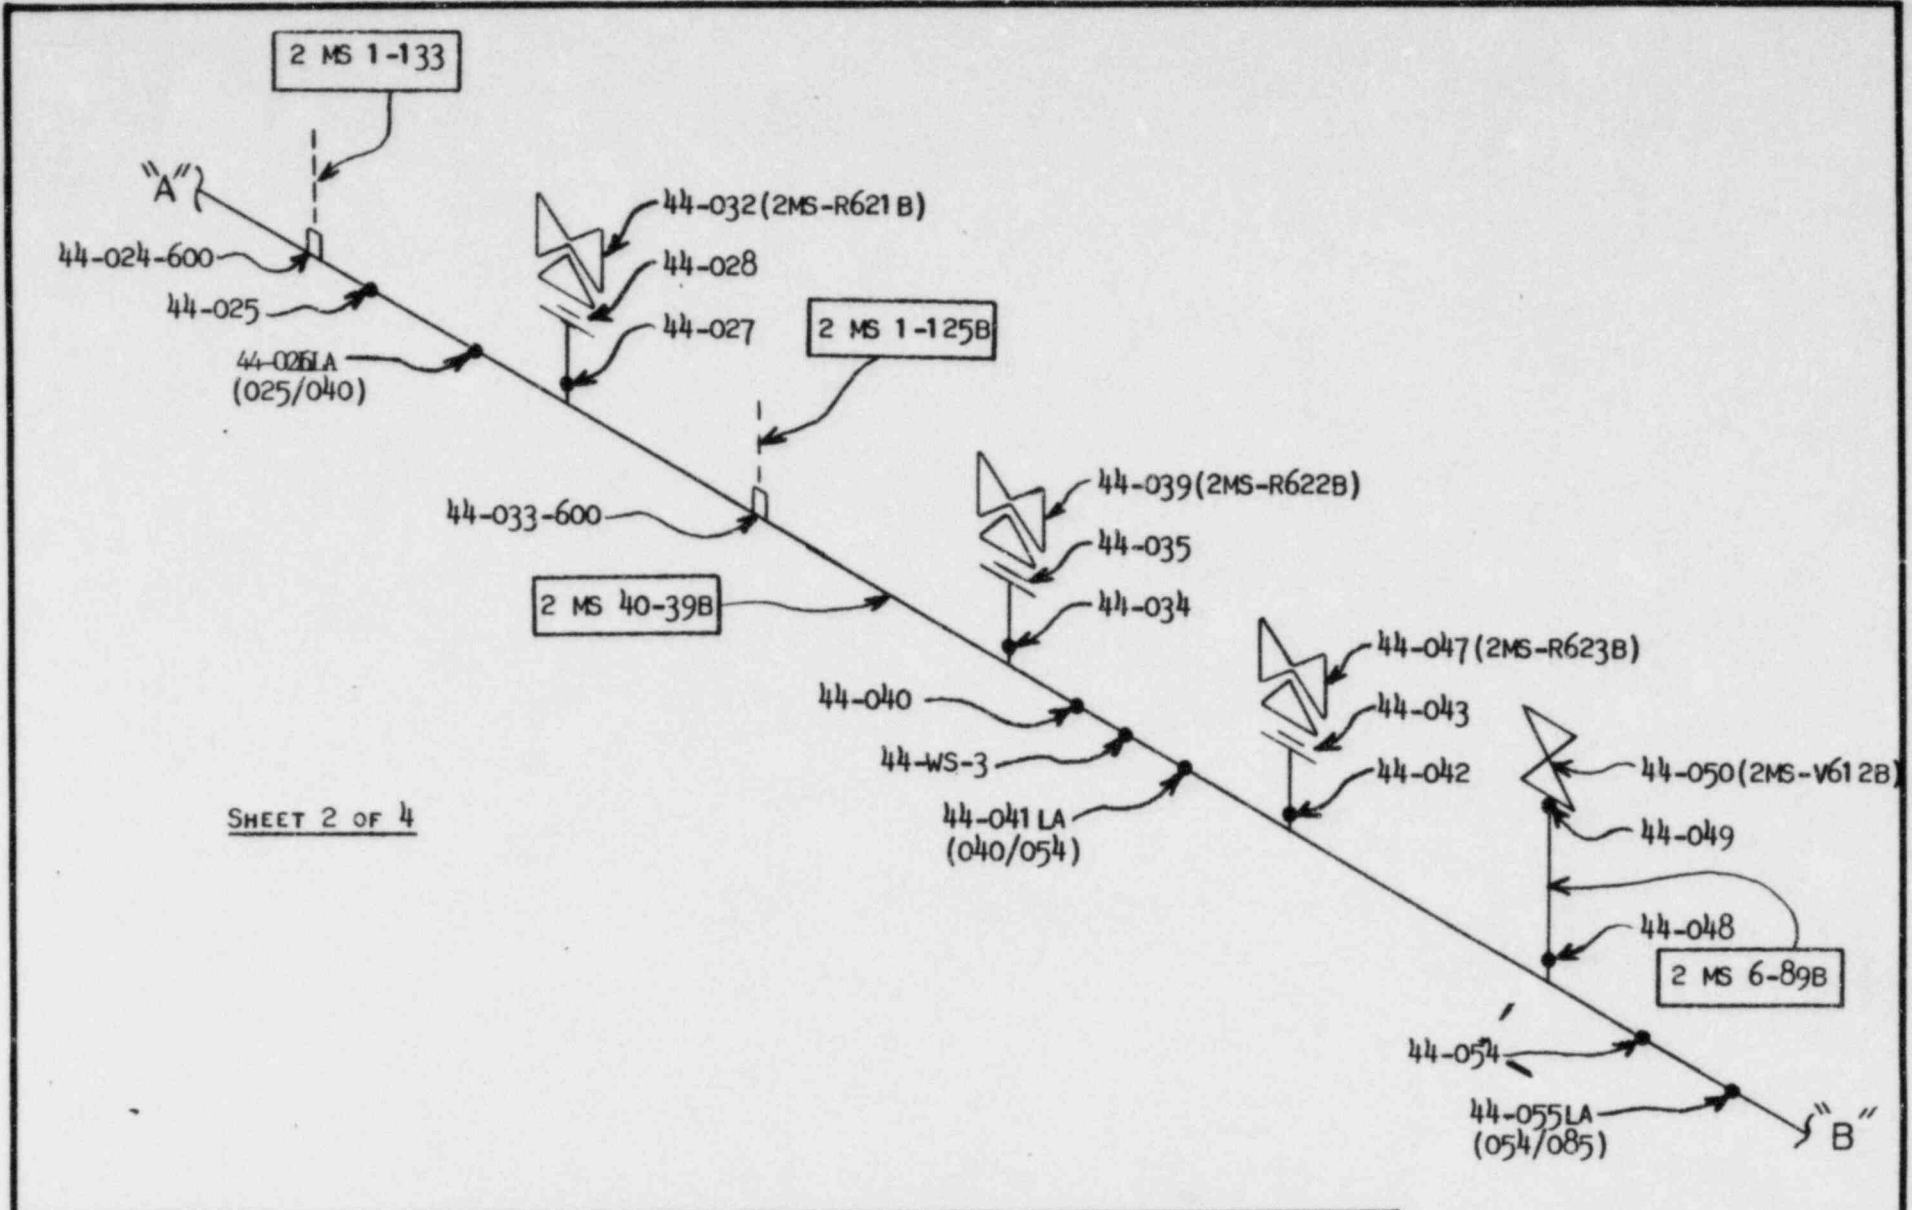 2 MS 1-133
"A"
44-032(2MS-R621B)
44-024-600
44-028
44-025
44-027
2 MS 1-125B
44-026LA
(025/040)
44-039(2MS-R622B)
44-033-600
44-035
2 MS 40-39B
44-034
44-047(2MS-R623B)
44-040
44-043
44-WS-3
44-042
44-050(2MS-V612B)
44-041LA
(040/054)
SHEET 2 OF 4
44-049
44-048
2 MS 6-89B
44-054
44-055LA
(054/085)
"B"